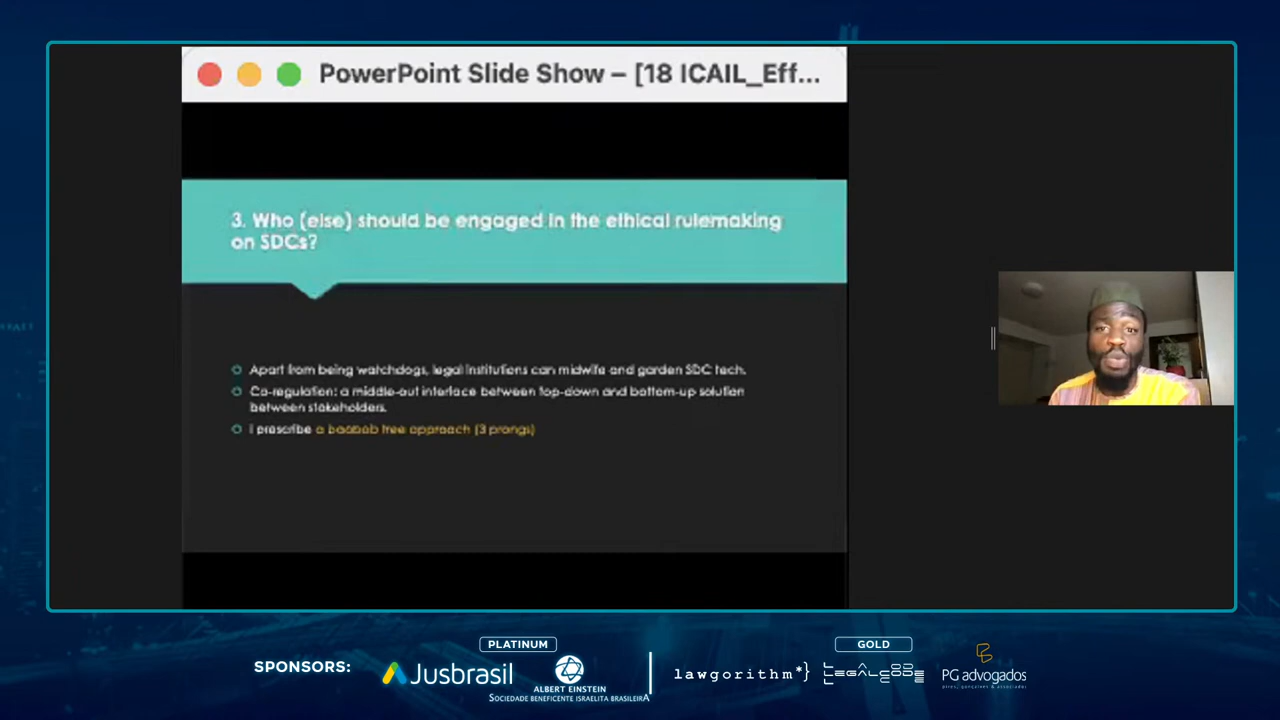 PowerPoint Slide Show – [18 ICAIL_Eff...
3. Who (else) should be engaged in the ethical rulemaking
on SDCs?
Apart from being watchdogs, legal institutions can midwife and garden SDC tech.
Co-regulation: a middle-out interface between top-down and bottom-up solution
between stakeholders.
I prescribe a baobab tree approach (3 prongs)
SPONSORS:
PLATINUM
Jusbrasil
ALBERT EINSTEIN
SOCIEDADE BENEFICENTE ISRAELITA BRASILEIRA
GOLD
lawgorithm*}
LEGALCODE
PG advogados